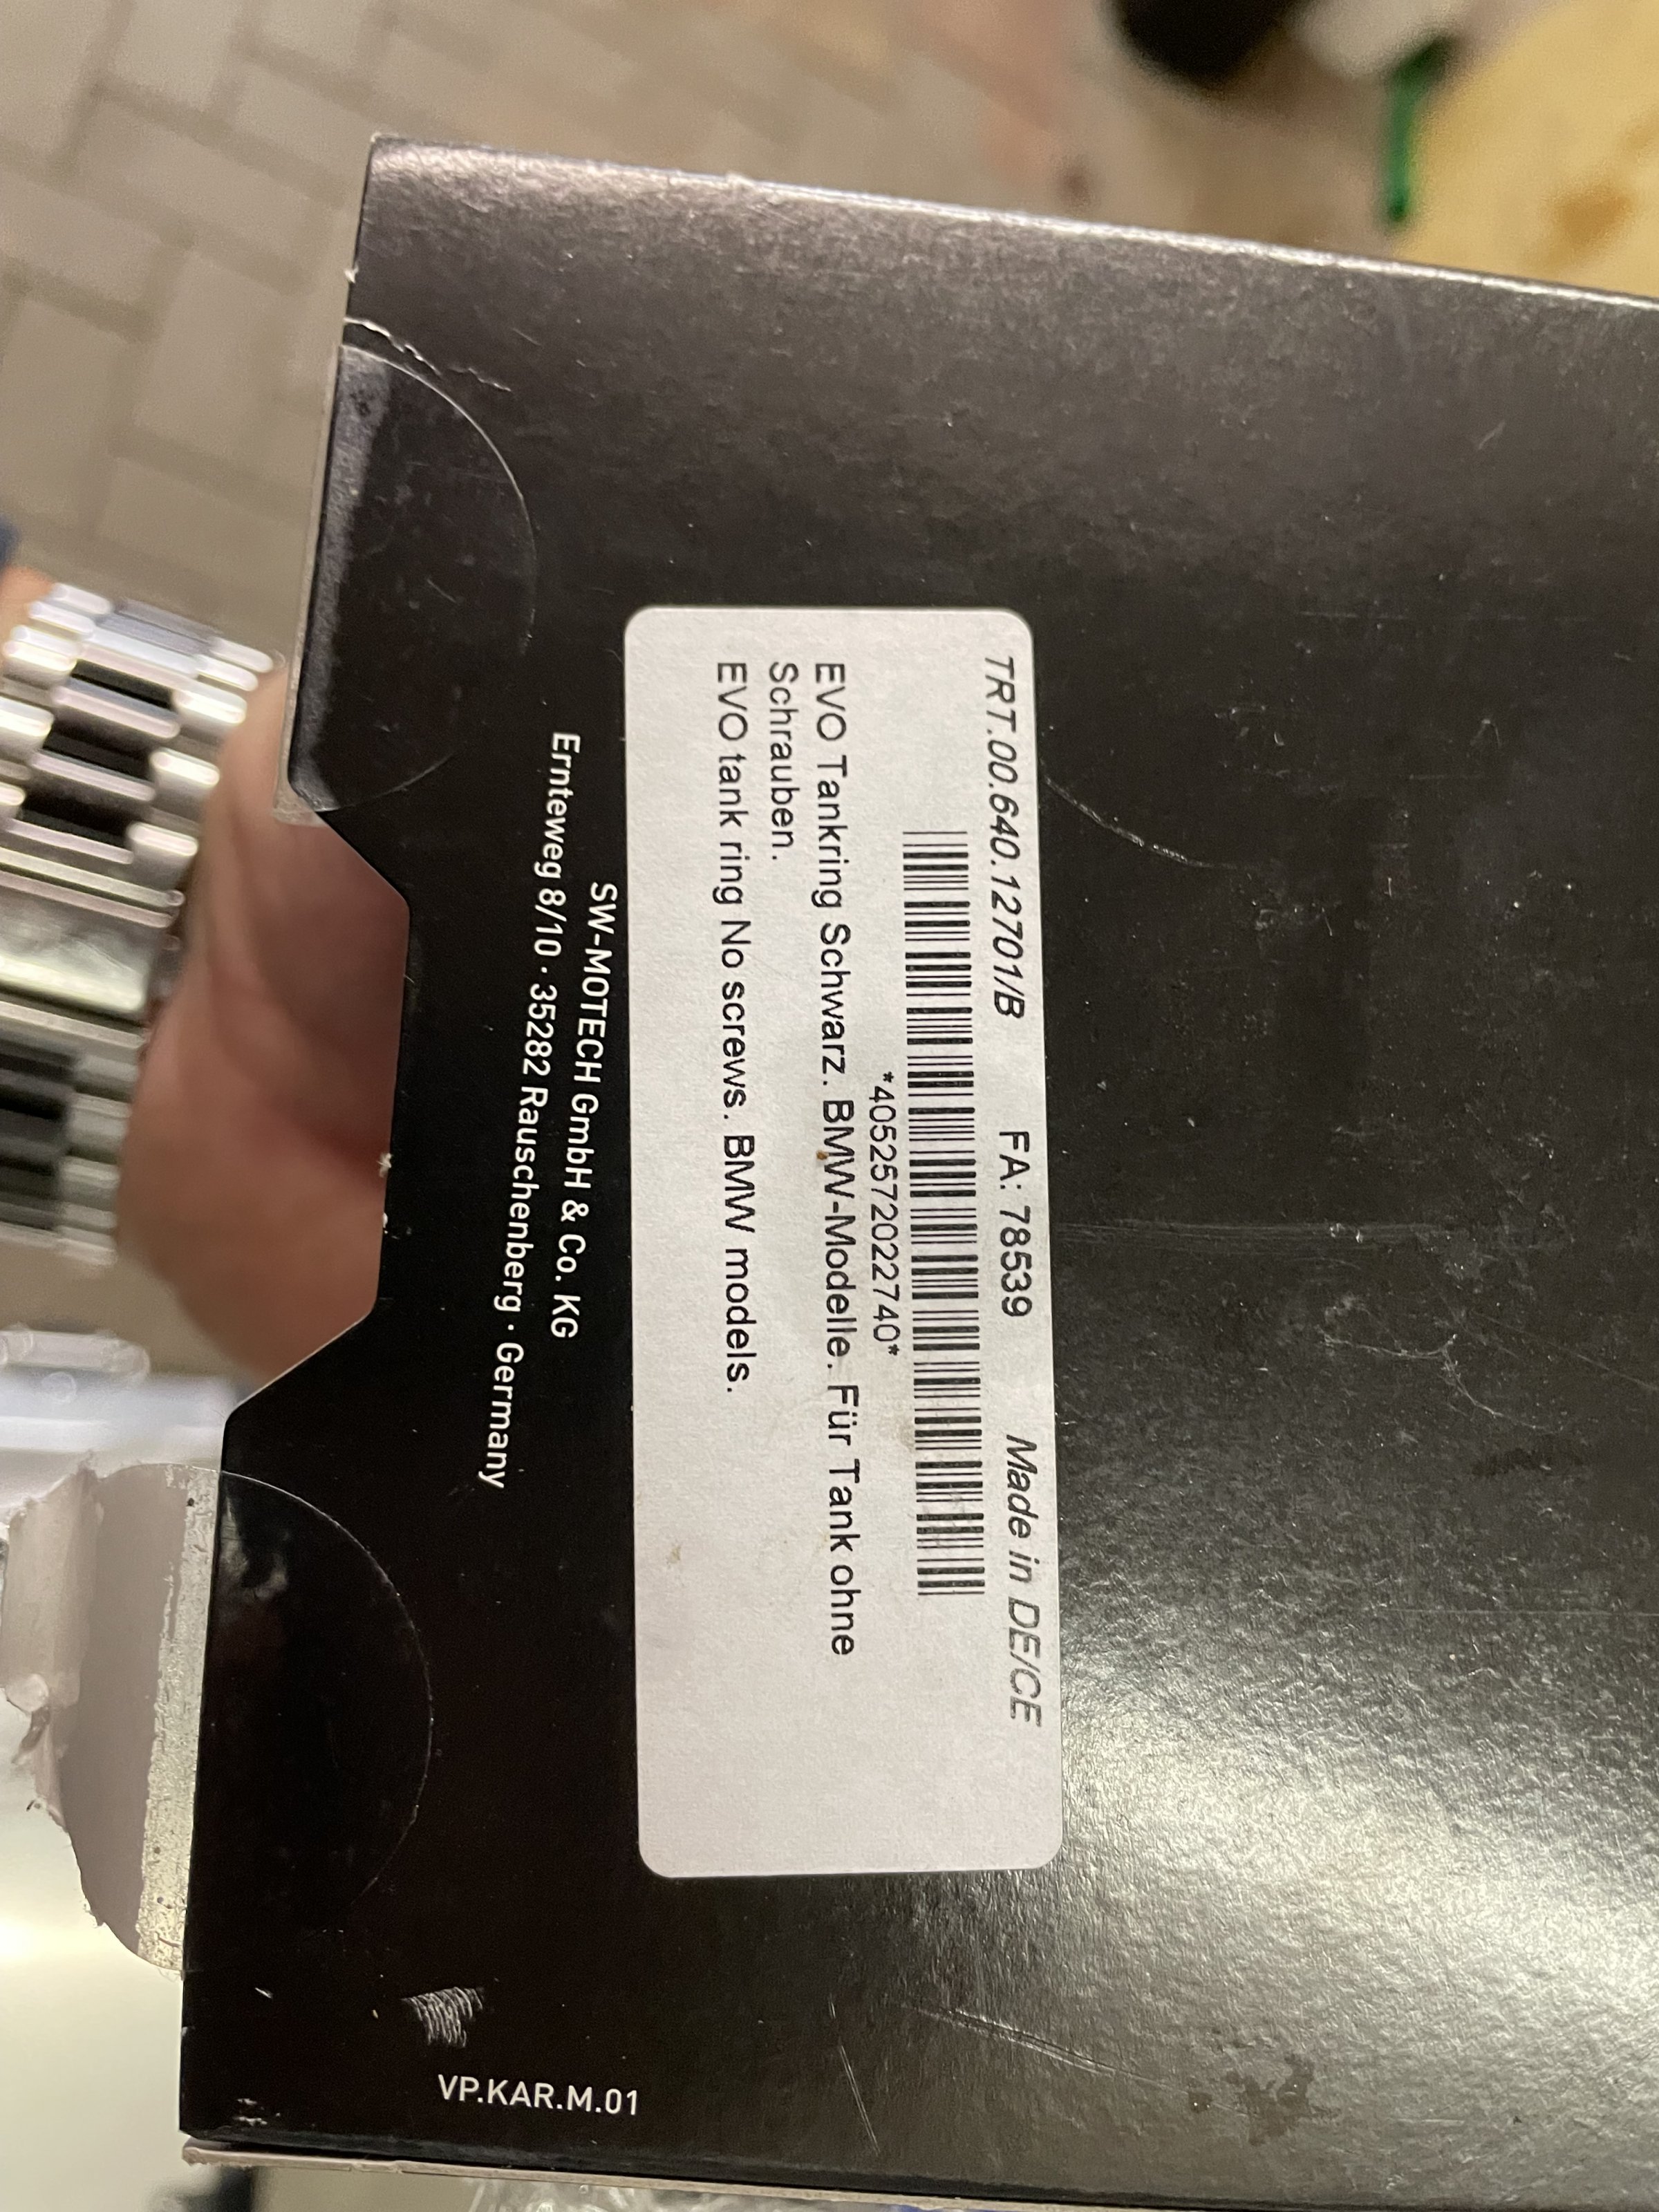 TRT.00.640.12701/B FA: 78539 Made in DE/CE
*4052572022740*
EVO Tankring Schwarz. BMW-Modelle. Für Tank ohne
Schrauben.
EVO tank ring No screws. BMW models.
SW-MOTECH GmbH & Co. KG
Ernteweg 8/10 · 35282 Rauschenberg · Germany
VP.KAR.M.01